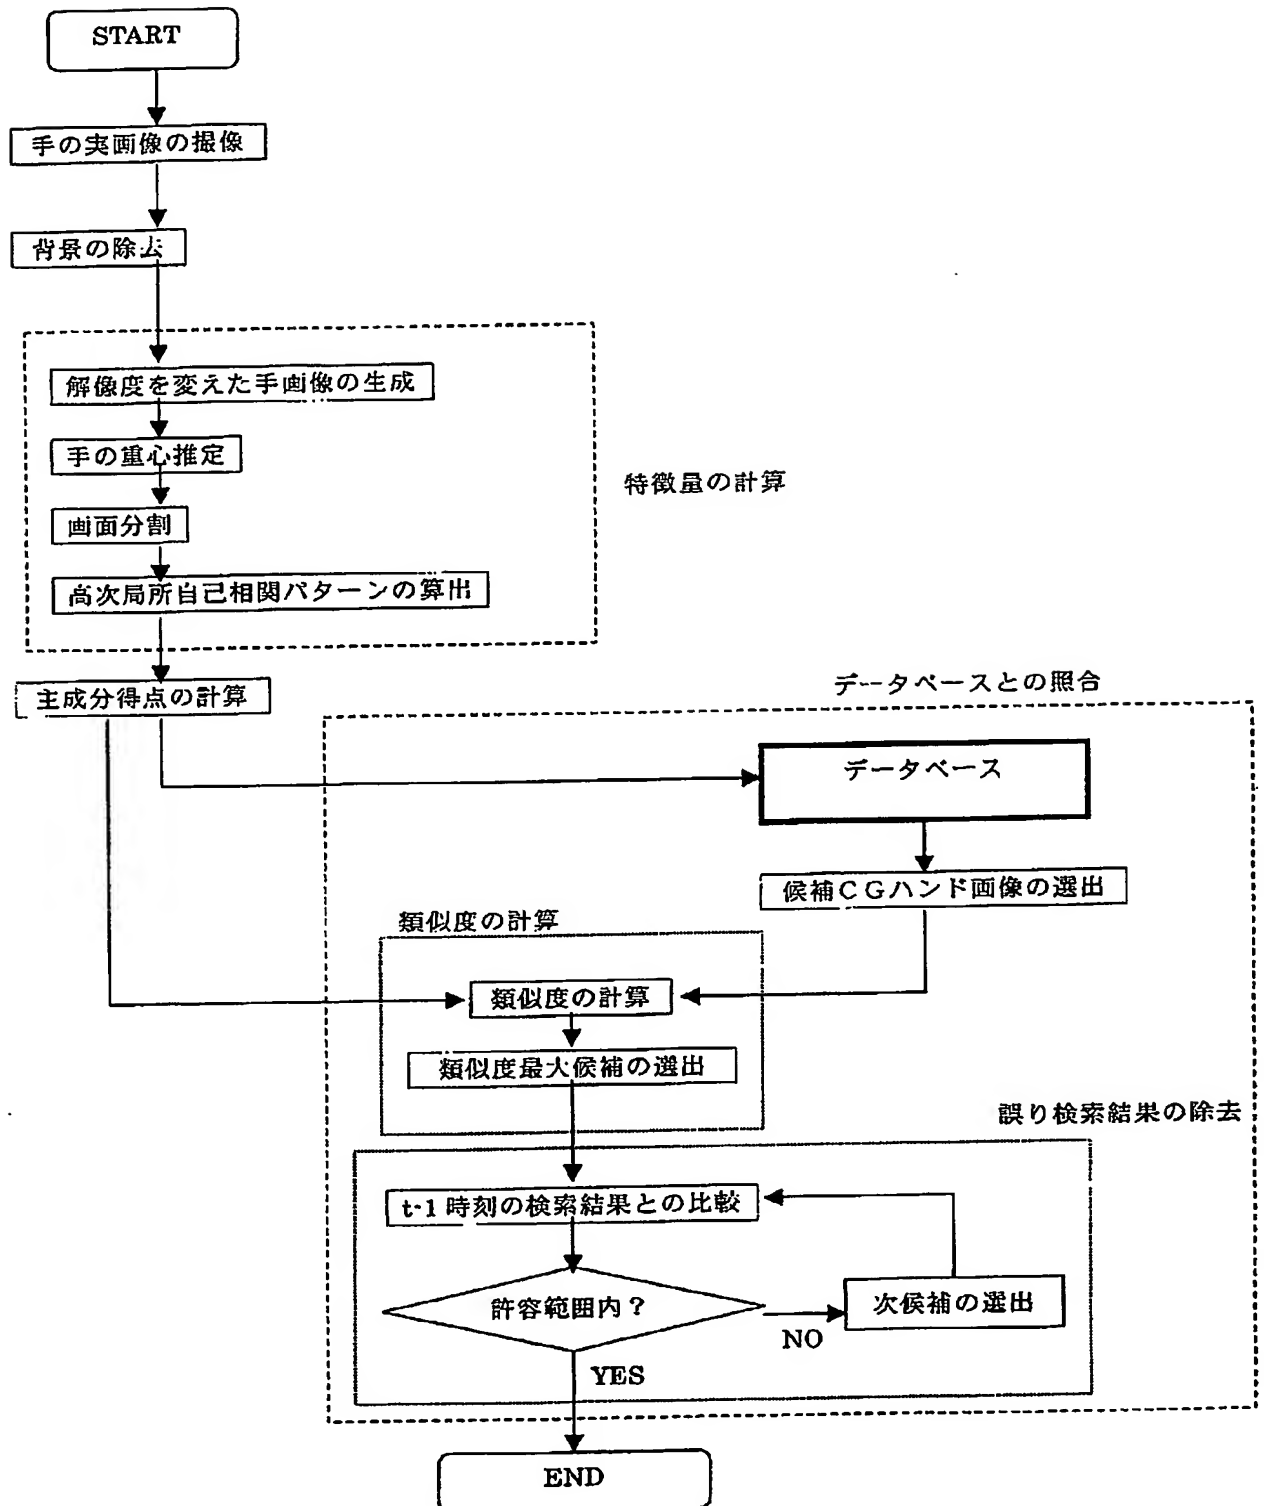 START
手の実画像の撮像
背景の除去
解像度を変えた手画像の生成
手の重心推定
特徴量の計算
画面分割
高次局所自己相関パターンの算出
主成分得点の計算
データベースとの照合
データベース
候補CGハンド画像の選出
類似度の計算
類似度の計算
類似度最大候補の選出
誤り検索結果の除去
t-1 時刻の検索結果との比較
許容範囲内？
次候補の選出
NO
YES
END